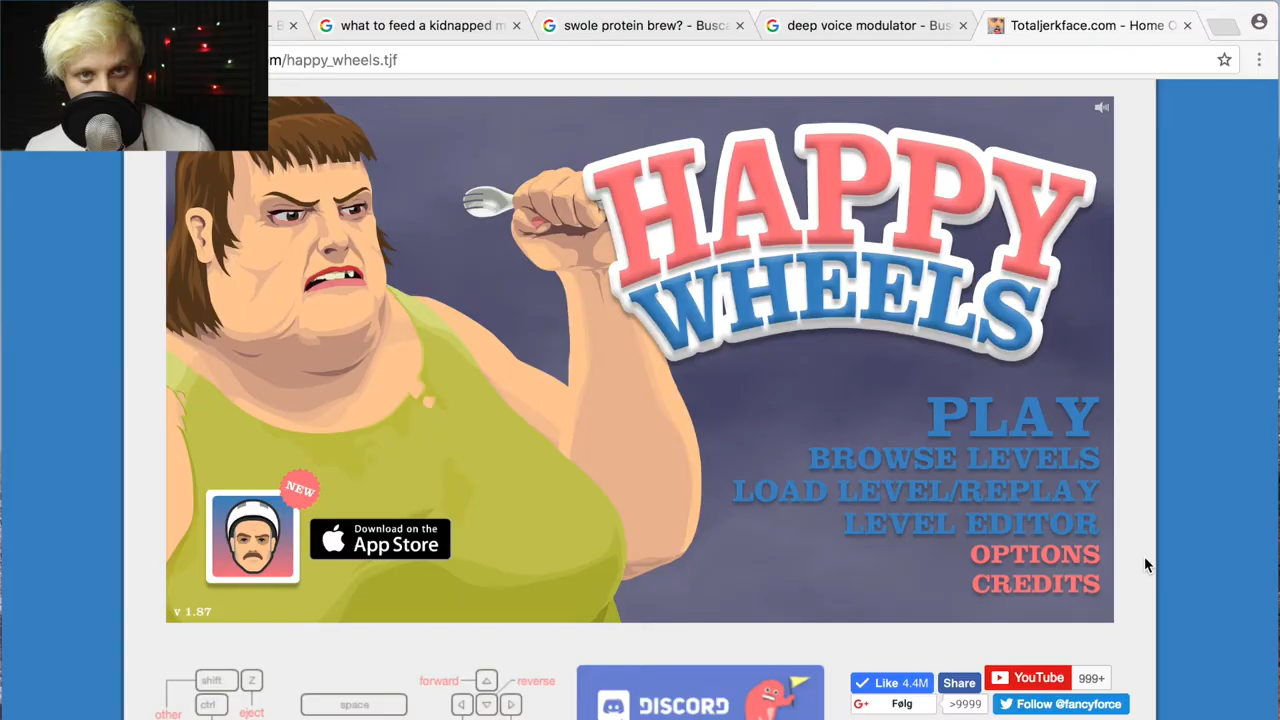 - B
what to feed a kidnapped m
swole protein brew? - Busca
deep voice modulator - Bus
Totaljerkface.com - Home O
m/happy_wheels.tjf
HAPPY
WHEELS
PLAY
BROWSE LEVELS
LOAD LEVEL/REPLAY
LEVEL EDITOR
OPTIONS
CREDITS
NEW
Download on the
App Store
v 1.87
shift
Z
ctrl
other
eject
space
forward
reverse
DISCORD
Like 4.4M
Share
YouTube
999+
G+
Følg
>9999
Follow @fancyforce